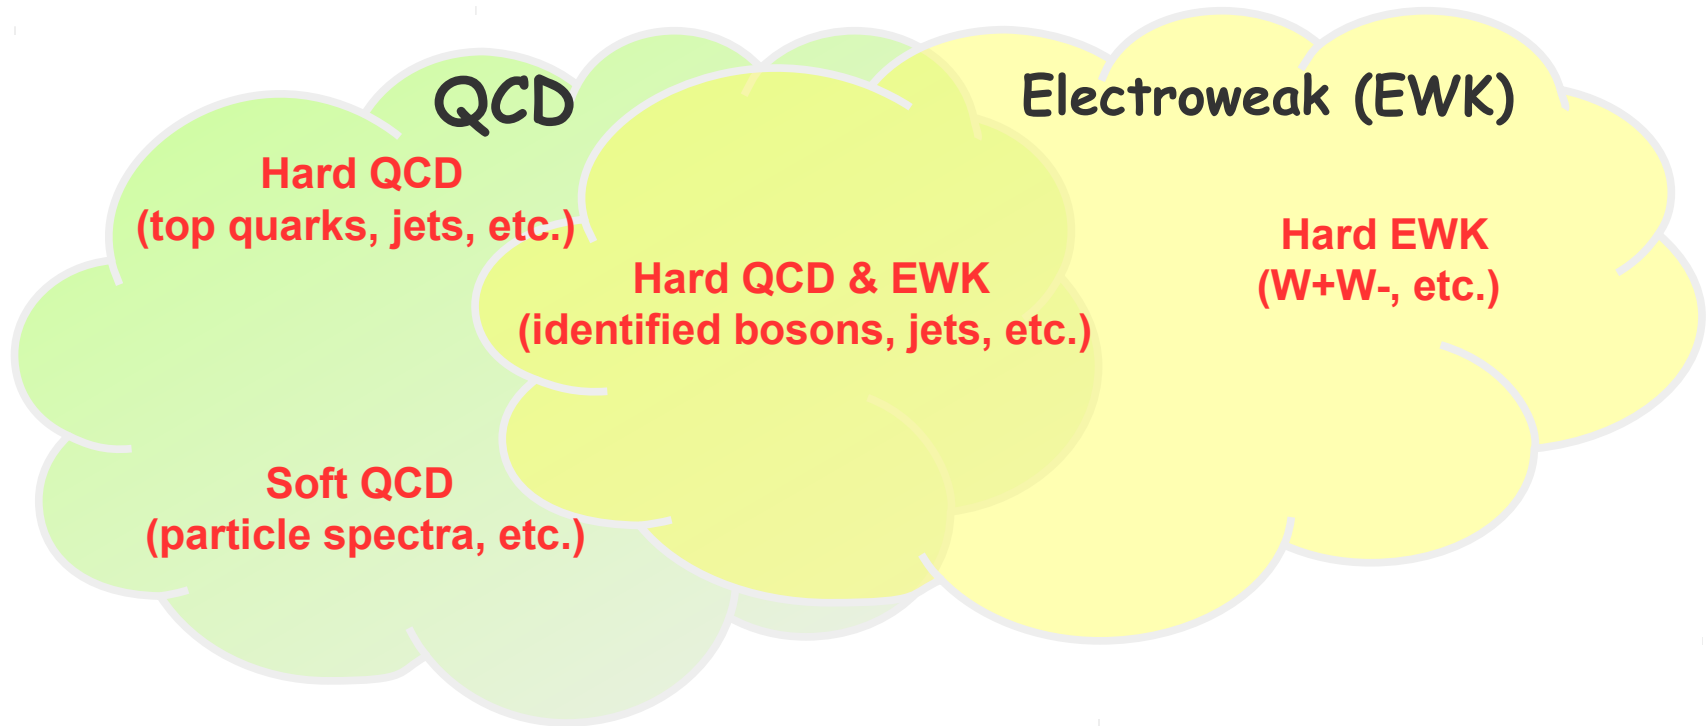 QCD
Electroweak (EWK)
Hard QCD
(top quarks, jets, etc.)
Hard EWK
(W+W-, etc.)
Hard QCD & EWK
(identified bosons, jets, etc.)
Soft QCD
(particle spectra, etc.)